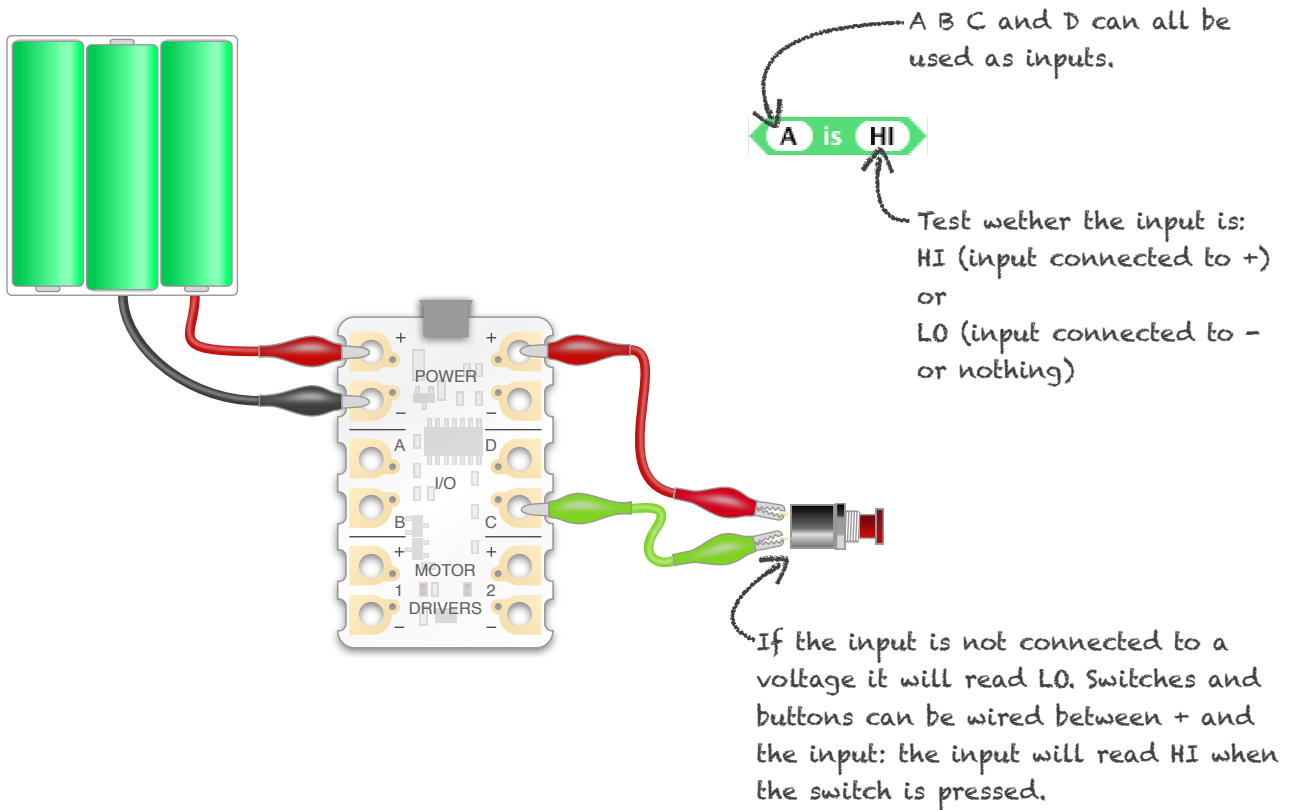 A B C and D can all be
used as inputs.
A is HI
Test wether the input is:
HI (input connected to +)
or
LO (input connected to -
or nothing)
+ +
POWER
− −
A D
I/O
B C
+ +
MOTOR
1 2
DRIVERS
− −
If the input is not connected to a
voltage it will read LO. Switches and
buttons can be wired between + and
the input: the input will read HI when
the switch is pressed.